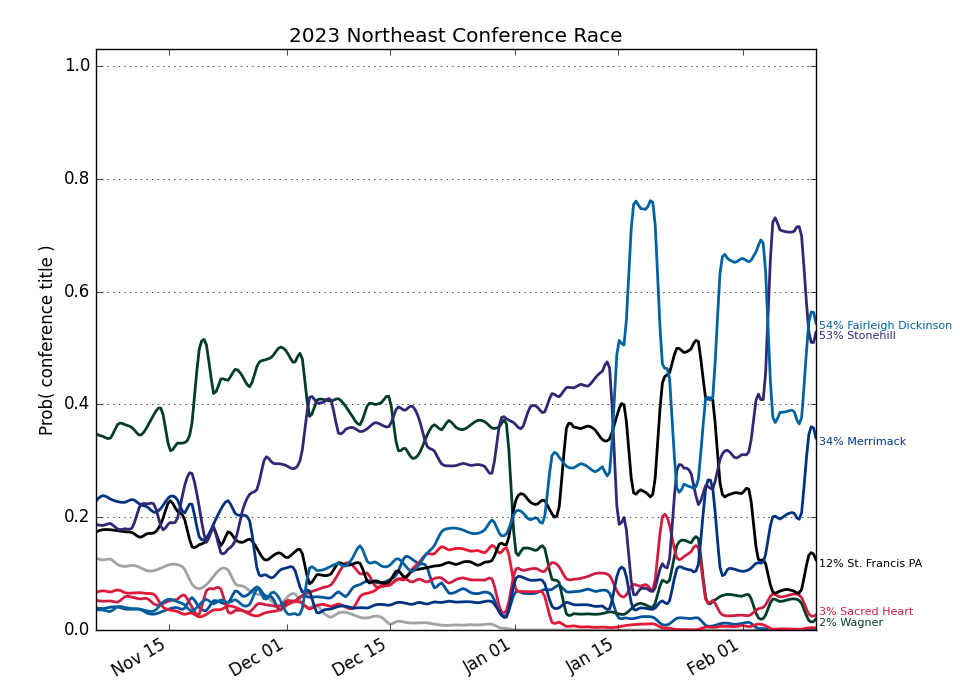 2023 Northeast Conference Race
Prob( conference title )
1.0
0.8
0.6
0.4
0.2
0.0
Nov 15
Dec 01
Dec 15
Jan 01
Jan 15
Feb 01
54% Fairleigh Dickinson
53% Stonehill
34% Merrimack
12% St. Francis PA
3% Sacred Heart
2% Wagner